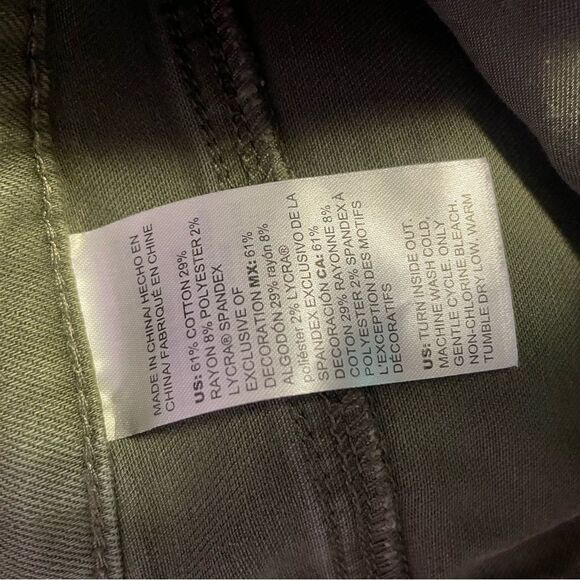 MADE IN CHINA/ HECHO EN
CHINA/ FABRIQUÉ EN CHINE
US: 61% COTTON 29%
RAYON 8% POLYESTER 2%
LYCRA® SPANDEX
EXCLUSIVE OF
DECORATION MX: 61%
ALGODÓN 29% rayón 8%
Poliéster 2% LYCRA®
SPANDEX EXCLUSIVO DE LA
DECORACIÓN CA: 61%
COTON 29% RAYONNE 8%
POLYESTER 2% SPANDEX À
L'EXCEPTION DES MOTIFS
DÉCORATIFS
US: TURN INSIDE OUT.
MACHINE WASH COLD,
GENTLE CYCLE. ONLY
NON-CHLORINE BLEACH.
TUMBLE DRY LOW. WARM